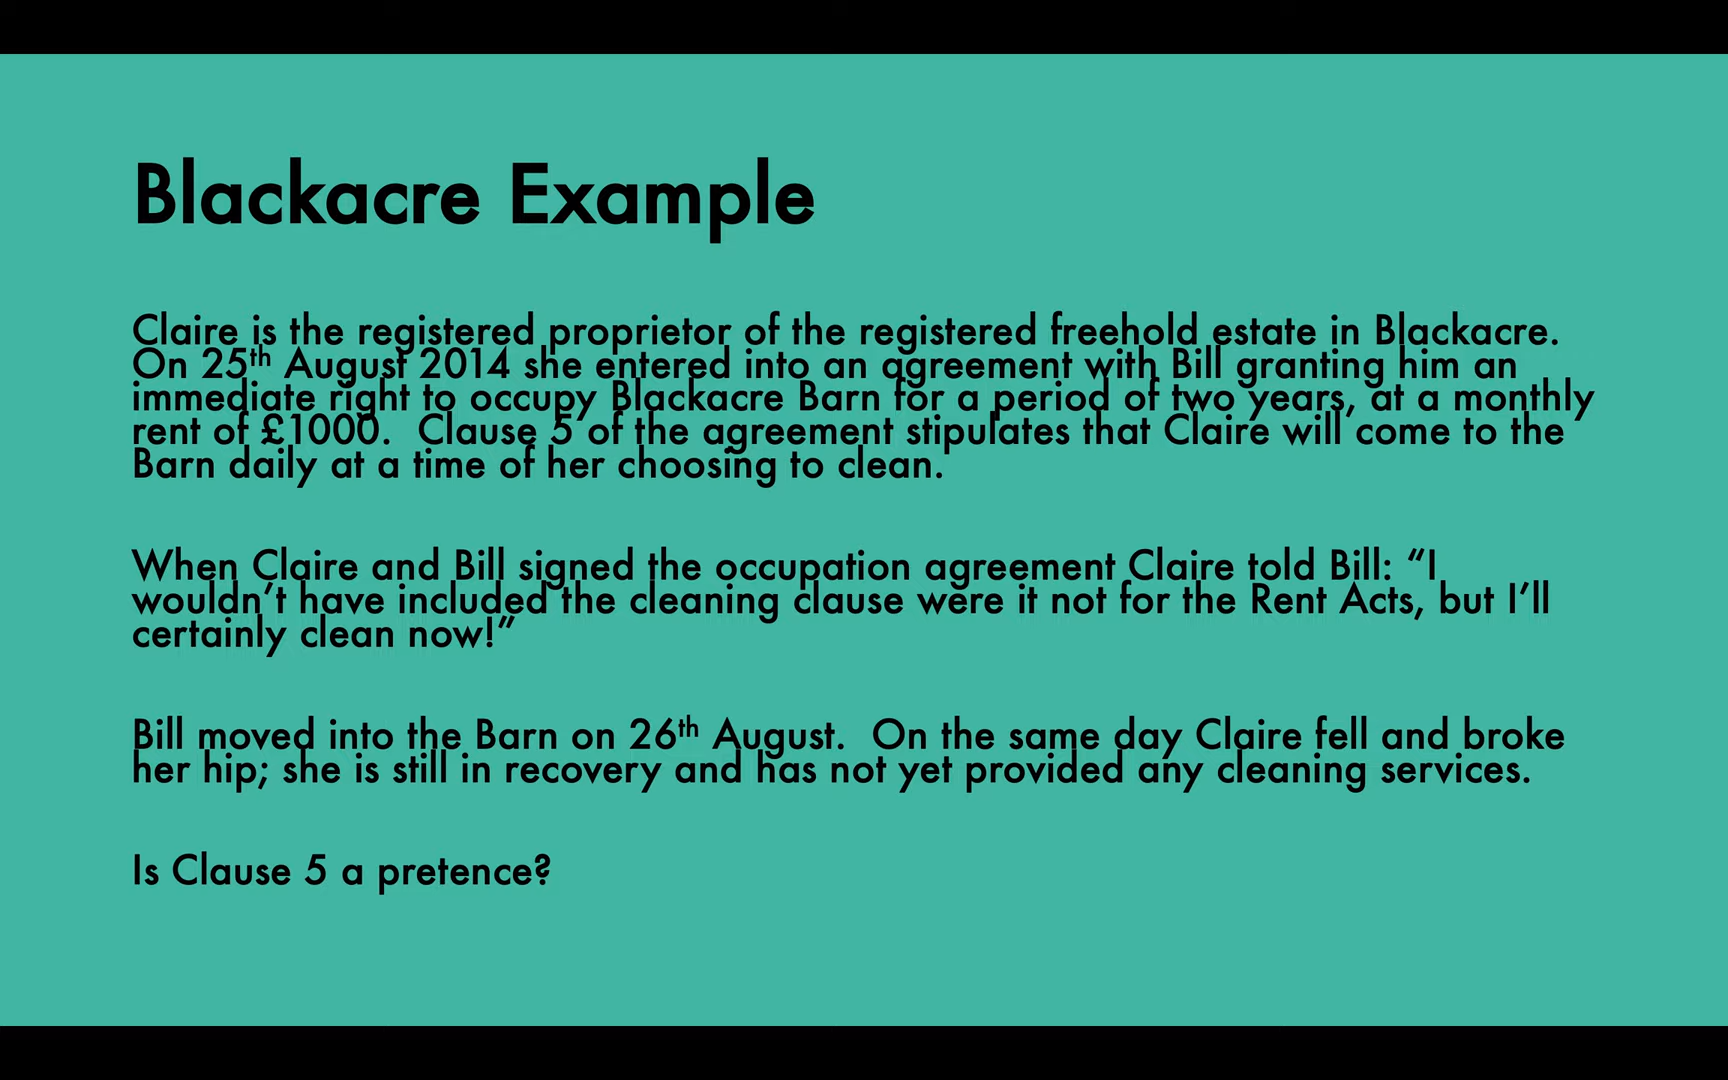 Blackacre Example
Claire is the registered proprietor of the registered freehold estate in Blackacre.
On 25th August 2014 she entered into an agreement with Bill granting him an
immediate right to occupy Blackacre Barn for a period of two years, at a monthly
rent of £1000.  Clause 5 of the agreement stipulates that Claire will come to the
Barn daily at a time of her choosing to clean.
When Claire and Bill signed the occupation agreement Claire told Bill: “I
wouldn’t have included the cleaning clause were it not for the Rent Acts, but I’ll
certainly clean now!”
Bill moved into the Barn on 26th August.  On the same day Claire fell and broke
her hip; she is still in recovery and has not yet provided any cleaning services.
Is Clause 5 a pretence?